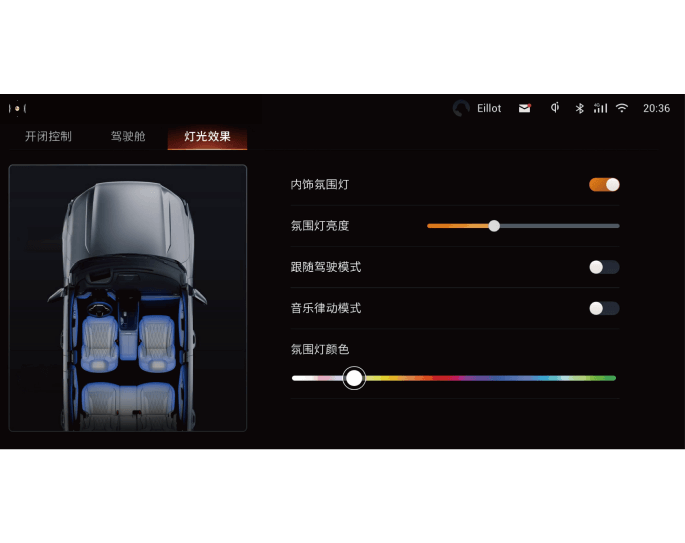 Eillot 4G 20:36
开闭控制 驾驶舱 灯光效果
内饰氛围灯
氛围灯亮度
跟随驾驶模式
音乐律动模式
氛围灯颜色